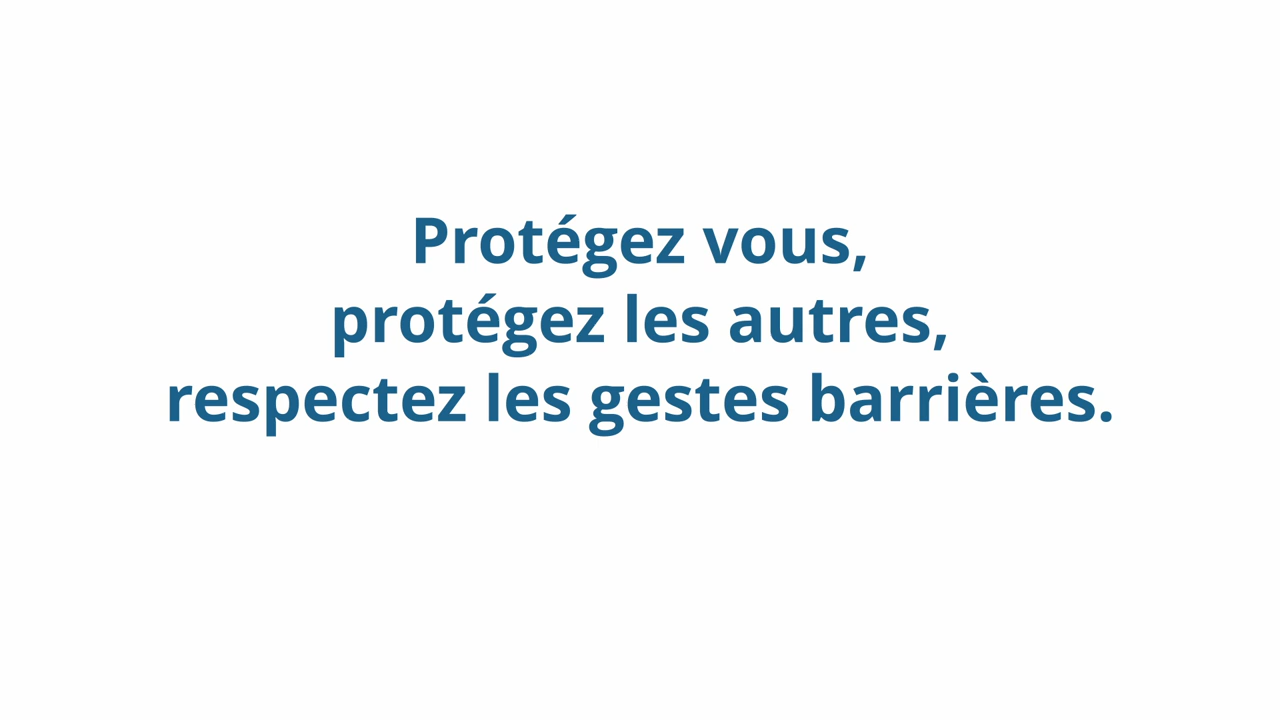 Protégez vous,
protégez les autres,
respectez les gestes barrières.